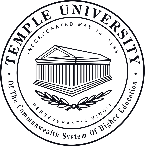 TEMPLE UNIVERSITY
Of The Commonwealth System Of Higher Education
INCORPORATED MAY 12, 1888